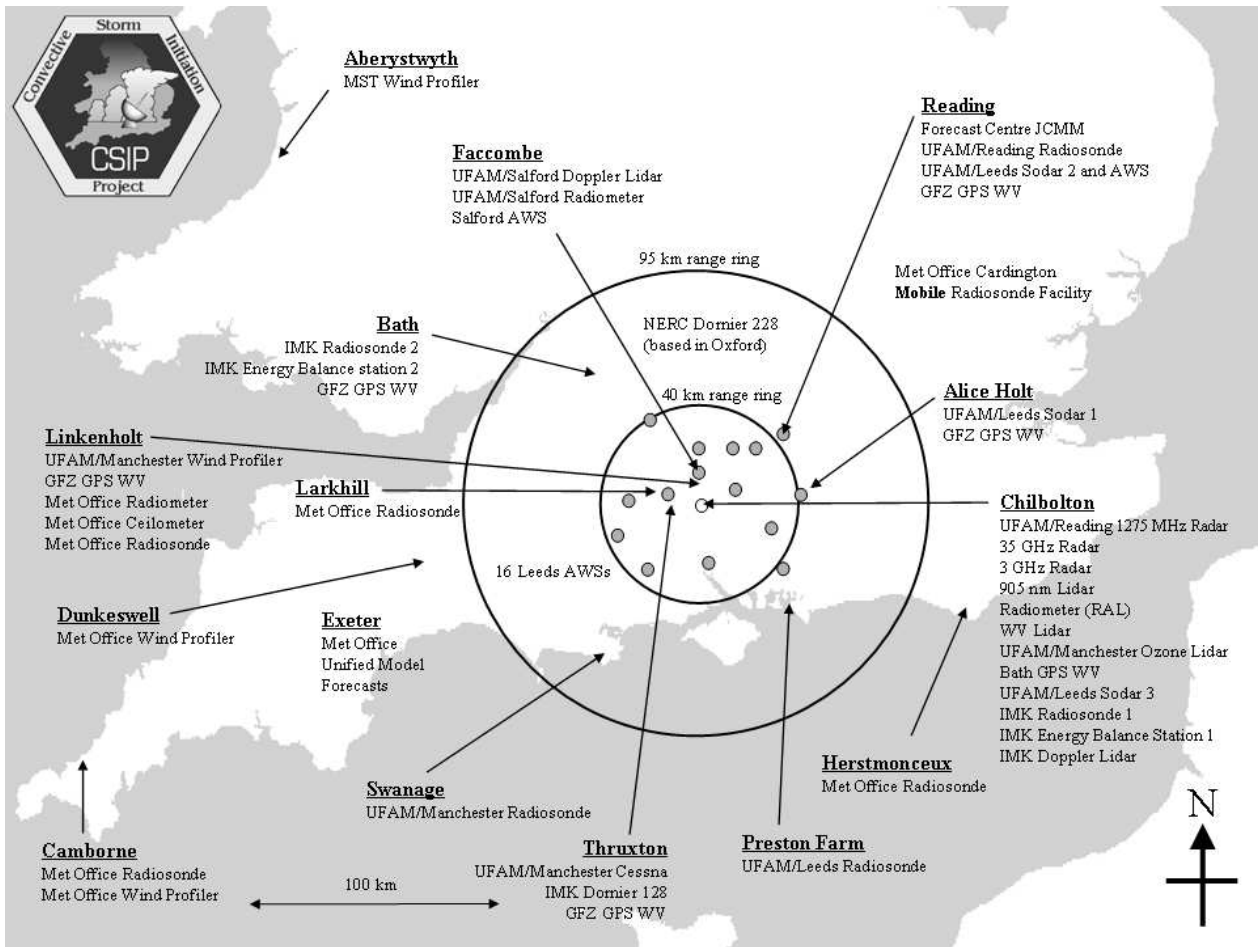 Convective
Storm
Initiation
CSIP
Project
Aberystwyth
MST Wind Profiler
Faccombe
UFAM/Salford Doppler Lidar
UFAM/Salford Radiometer
Salford AWS
Reading
Forecast Centre JCMM
UFAM/Reading Radiosonde
UFAM/Leeds Sodar 2 and AWS
GFZ GPS WV
95 km range ring
Met Office Cardington
Mobile Radiosonde Facility
NERC Dornier 228
(based in Oxford)
Bath
IMK Radiosonde 2
IMK Energy Balance station 2
GFZ GPS WV
40 km range ring
Alice Holt
UFAM/Leeds Sodar 1
GFZ GPS WV
Linkenholt
UFAM/Manchester Wind Profiler
GFZ GPS WV
Met Office Radiometer
Met Office Ceilometer
Met Office Radiosonde
Larkhill
Met Office Radiosonde
Chilbolton
UFAM/Reading 1275 MHz Radar
35 GHz Radar
3 GHz Radar
905 nm Lidar
Radiometer (RAL)
WV Lidar
UFAM/Manchester Ozone Lidar
Bath GPS WV
UFAM/Leeds Sodar 3
IMK Radiosonde 1
IMK Energy Balance Station 1
IMK Doppler Lidar
16 Leeds AWSs
Dunkeswell
Met Office Wind Profiler
Exeter
Met Office
Unified Model
Forecasts
Swanage
UFAM/Manchester Radiosonde
Herstmonceux
Met Office Radiosonde
Camborne
Met Office Radiosonde
Met Office Wind Profiler
100 km
Thruxton
UFAM/Manchester Cessna
IMK Dornier 128
GFZ GPS WV
Preston Farm
UFAM/Leeds Radiosonde
N